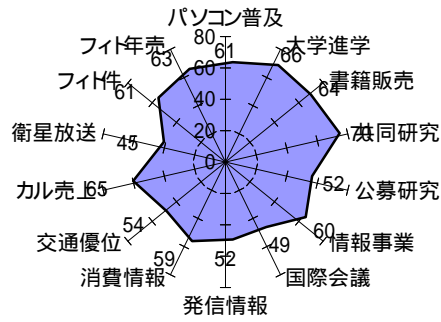 パソコン普及
大学進学
書籍販売
共同研究
公募研究
情報事業
国際会議
発信情報
消費情報
交通優位
カル売上
衛星放送
フィト件
フィト年売
80
60
40
20
0
61
66
64
70
52
60
49
52
59
54
65
45
61
63